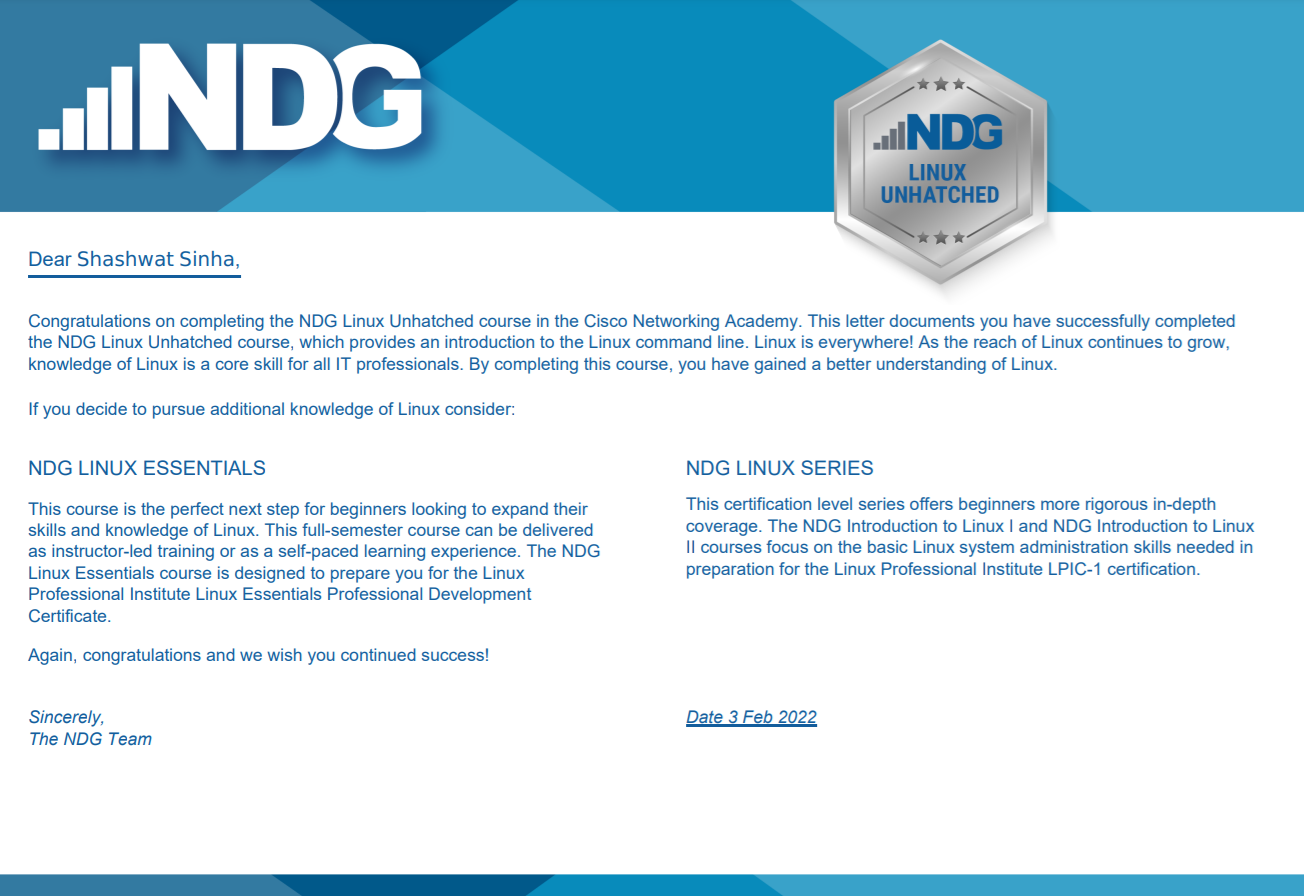 NDG
NDG
LINUX
UNHATCHED
Dear Shashwat Sinha,
Congratulations on completing the NDG Linux Unhatched course in the Cisco Networking Academy. This letter documents you have successfully completed
the NDG Linux Unhatched course, which provides an introduction to the Linux command line. Linux is everywhere! As the reach of Linux continues to grow,
knowledge of Linux is a core skill for all IT professionals. By completing this course, you have gained a better understanding of Linux.
If you decide to pursue additional knowledge of Linux consider:
NDG LINUX ESSENTIALS
This course is the perfect next step for beginners looking to expand their
skills and knowledge of Linux. This full-semester course can be delivered
as instructor-led training or as a self-paced learning experience. The NDG
Linux Essentials course is designed to prepare you for the Linux
Professional Institute Linux Essentials Professional Development
Certificate.
NDG LINUX SERIES
This certification level series offers beginners more rigorous in-depth
coverage. The NDG Introduction to Linux I and NDG Introduction to Linux
II courses focus on the basic Linux system administration skills needed in
preparation for the Linux Professional Institute LPIC-1 certification.
Again, congratulations and we wish you continued success!
Sincerely,
The NDG Team
Date 3 Feb 2022